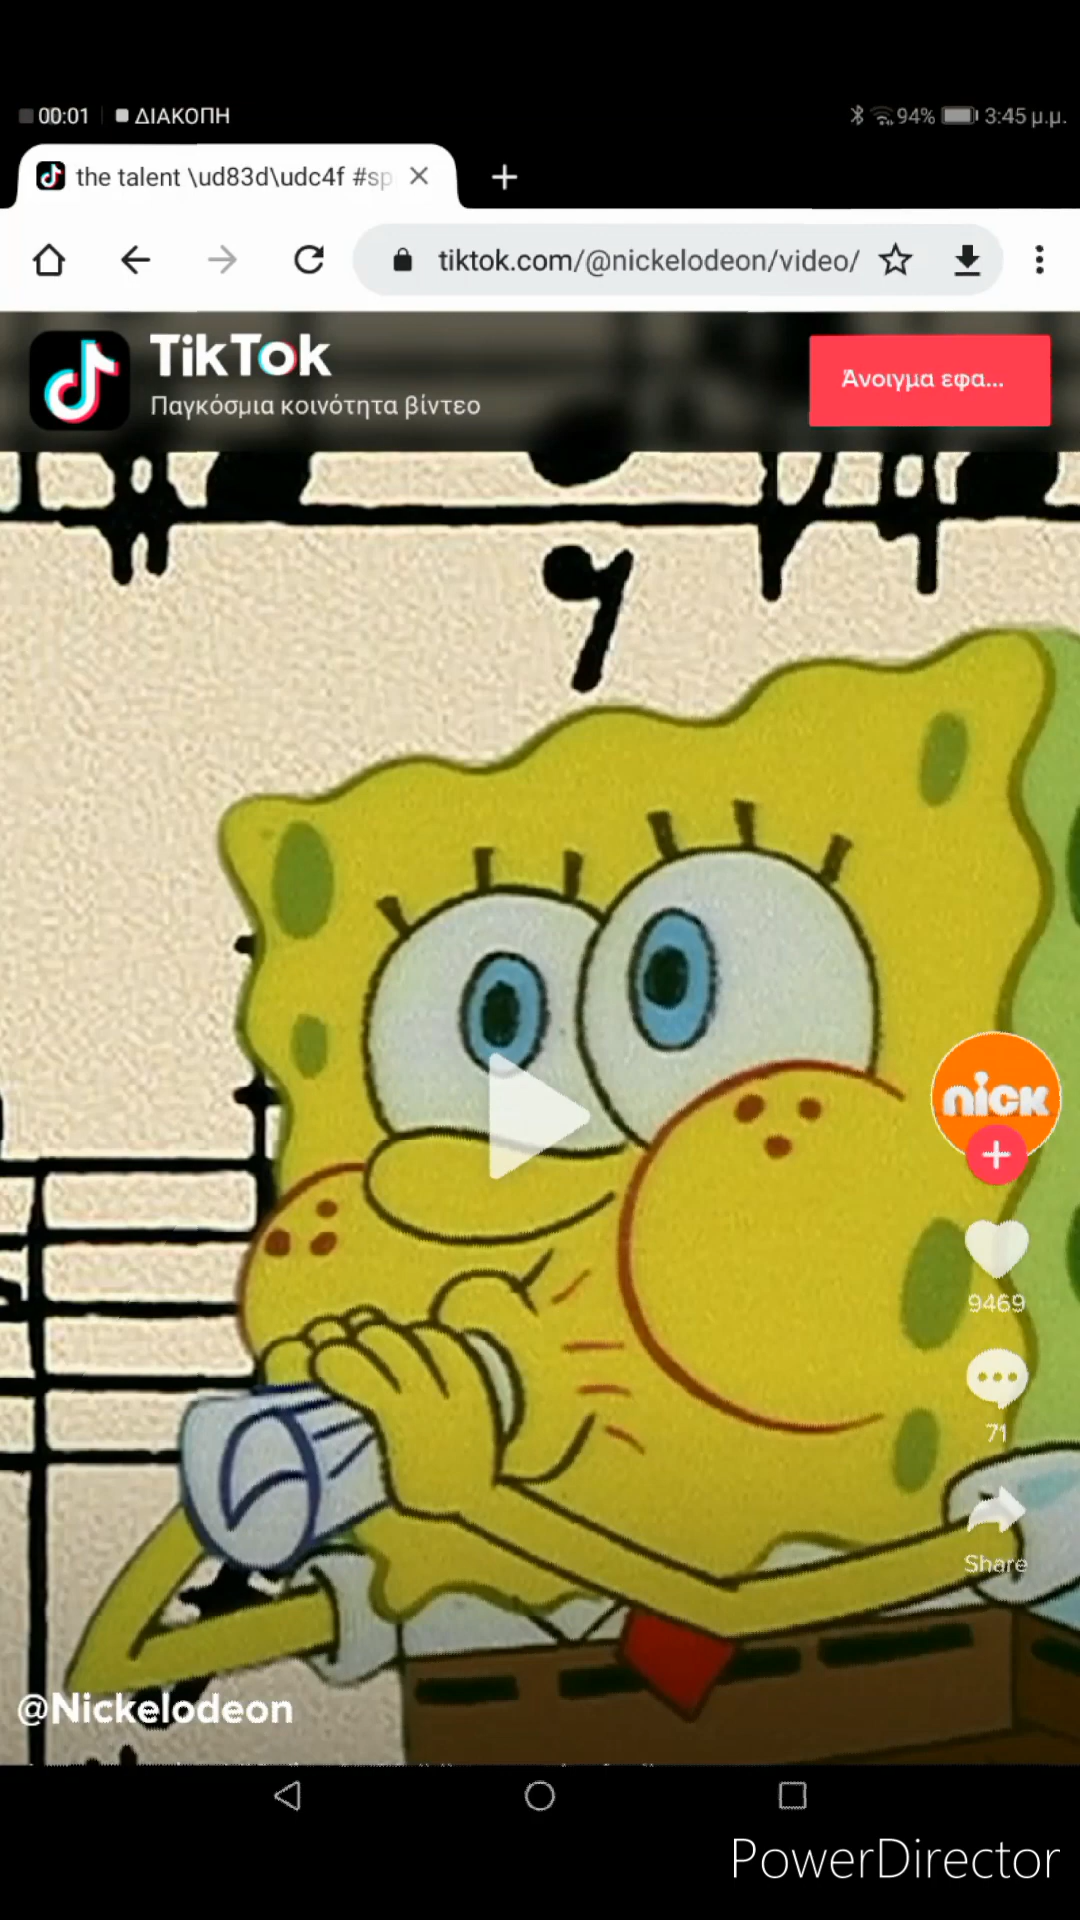 00:01 ΔΙΑΚΟΠΗ 94% 3:45 μ.μ.
the talent \ud83d\udc4f #sp
tiktok.com/@nickelodeon/video/
TikTok
Παγκόσμια κοινότητα βίντεο
Άνοιγμα εφα...
nick
9469
71
Share
@Nickelodeon
PowerDirector